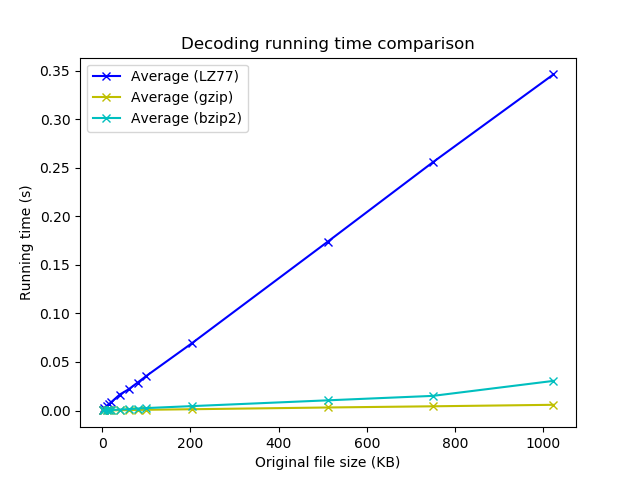 Decoding running time comparison
Average (LZ77)
Average (gzip)
Average (bzip2)
Running time (s)
0.35
0.30
0.25
0.20
0.15
0.10
0.05
0.00
0 200 400 600 800 1000
Original file size (KB)